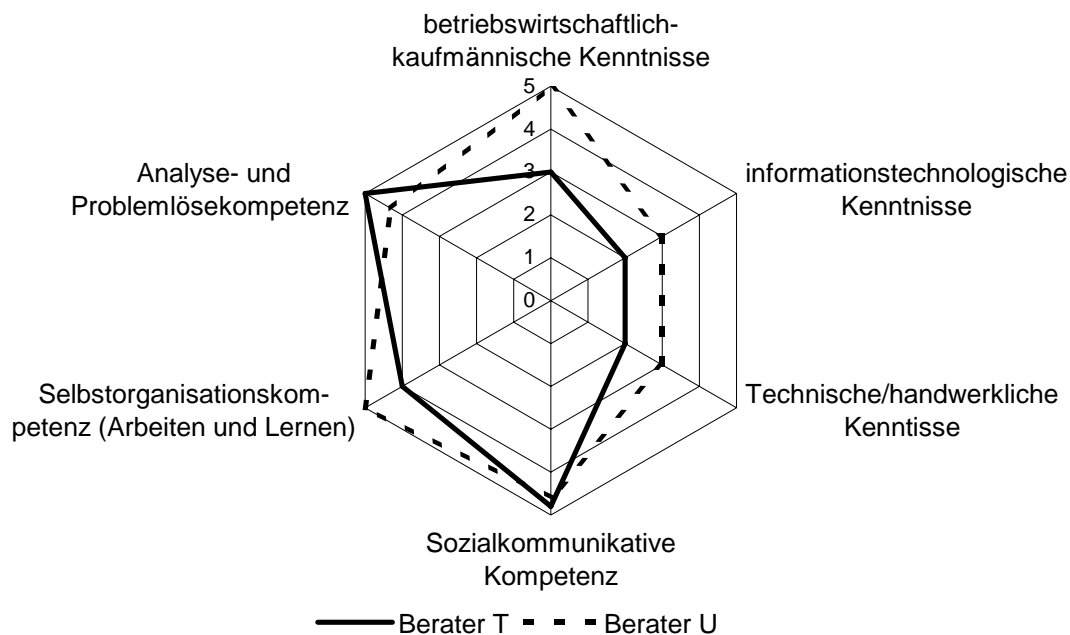 betriebswirtschaftlich-
kaufmännische Kenntnisse
5
4
3
2
1
0
informationstechnologische
Kenntnisse
Technische/handwerkliche
Kenntisse
Sozialkommunikative
Kompetenz
Selbstorganisationskom-
petenz (Arbeiten und Lernen)
Analyse- und
Problemlösekompetenz
Berater T
Berater U